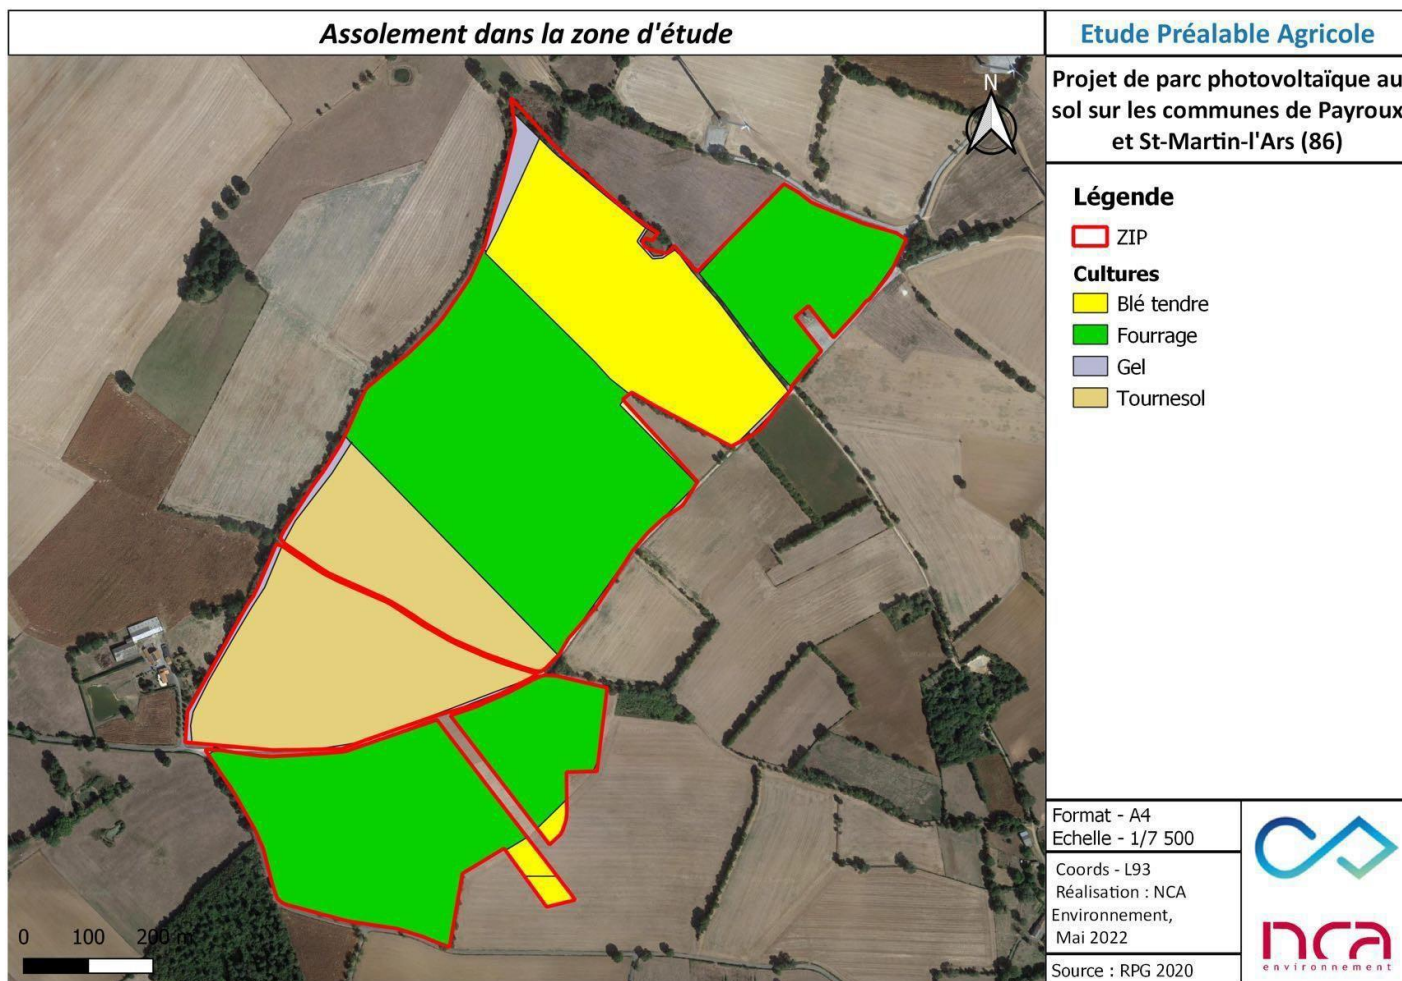 Assolement dans la zone d'étude
Etude Préalable Agricole
Projet de parc photovoltaïque au
sol sur les communes de Payroux
et St-Martin-l'Ars (86)
N
Légende
ZIP
Cultures
Blé tendre
Fourrage
Gel
Tournesol
0 100 200 m
Format - A4
Echelle - 1/7 500
Coords - L93
Réalisation : NCA
Environnement,
Mai 2022
Source : RPG 2020
nca
environnement